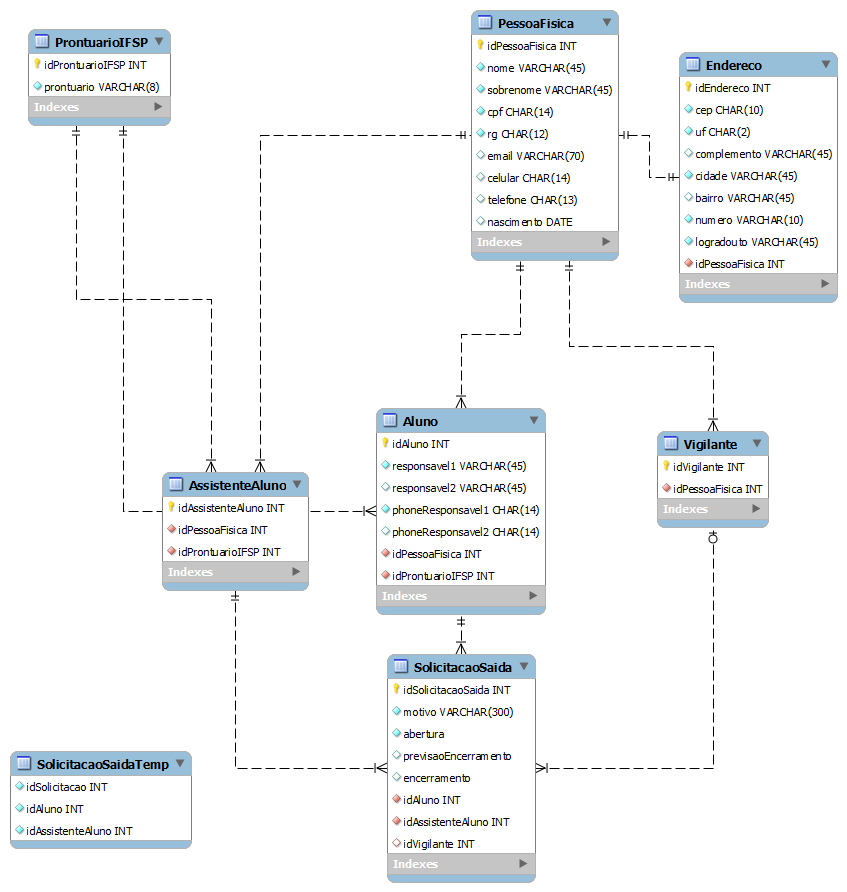 ProntuarioIFSP
idProntuarioIFSP INT
prontuario VARCHAR(8)
Indexes
PessoaFisica
idPessoaFisica INT
nome VARCHAR(45)
sobrenome VARCHAR(45)
cpf CHAR(14)
rg CHAR(12)
email VARCHAR(70)
celular CHAR(14)
telefone CHAR(13)
nascimento DATE
Indexes
Endereco
idEndereco INT
cep CHAR(10)
uf CHAR(2)
complemento VARCHAR(45)
cidade VARCHAR(45)
bairro VARCHAR(45)
numero VARCHAR(10)
logradouto VARCHAR(45)
idPessoaFisica INT
Indexes
AssistenteAluno
idAssistenteAluno INT
idPessoaFisica INT
idProntuarioIFSP INT
Indexes
Aluno
idAluno INT
responsavel1 VARCHAR(45)
responsavel2 VARCHAR(45)
phoneResponsavel1 CHAR(14)
phoneResponsavel2 CHAR(14)
idPessoaFisica INT
idProntuarioIFSP INT
Indexes
Vigilante
idVigilante INT
idPessoaFisica INT
Indexes
SolicitacaoSaidaTemp
idSolicitacao INT
idAluno INT
idAssistenteAluno INT
SolicitacaoSaida
idSolicitacaoSaida INT
motivo VARCHAR(300)
abertura
previsaoEncerramento
encerramento
idAluno INT
idAssistenteAluno INT
idVigilante INT
Indexes